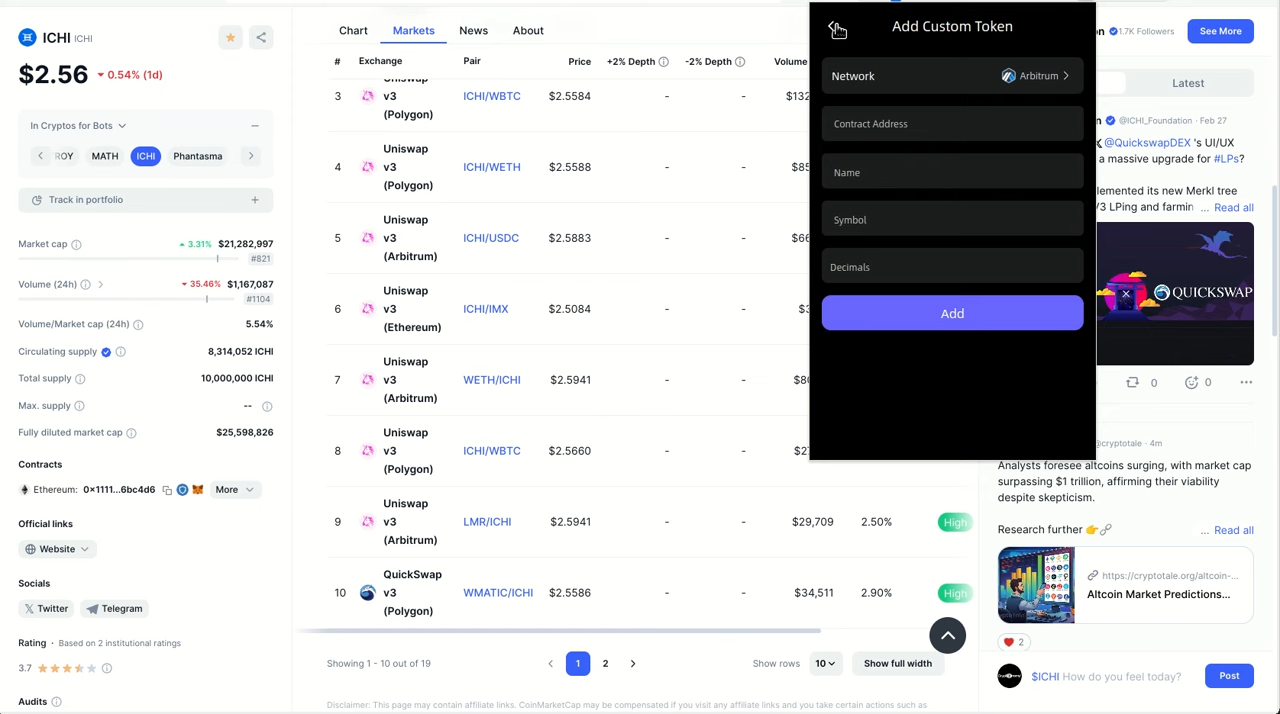 ICHI ICHI
$2.56 0.54% (1d)
In Cryptos for Bots
ROY MATH ICHI Phantasma
Track in portfolio
Market cap 3.31% $21,282,997
#821
Volume (24h) 35.46% $1,167,087
#1104
Volume/Market cap (24h) 5.54%
Circulating supply 8,314,052 ICHI
Total supply 10,000,000 ICHI
Max. supply --
Fully diluted market cap $25,598,826
Contracts
Ethereum: 0x1111...6bc4d6 More
Official links
Website
Socials
Twitter Telegram
Rating · Based on 2 institutional ratings
3.7
Audits
Chart Markets News About
# Exchange Pair Price +2% Depth -2% Depth Volume
3 Uniswap v3 (Polygon) ICHI/WBTC $2.5584 - - $132
4 Uniswap v3 (Polygon) ICHI/WETH $2.5588 - -
5 Uniswap v3 (Arbitrum) ICHI/USDC $2.5883 - -
6 Uniswap v3 (Ethereum) ICHI/IMX $2.5084 - -
7 Uniswap v3 (Arbitrum) WETH/ICHI $2.5941 - -
8 Uniswap v3 (Polygon) ICHI/WBTC $2.5660 - -
9 Uniswap v3 (Arbitrum) LMR/ICHI $2.5941 - - $29,709 2.50% High
10 QuickSwap v3 (Polygon) WMATIC/ICHI $2.5586 - - $34,511 2.90% High
Showing 1 - 10 out of 19
1 2
Show rows 10 Show full width
Disclaimer: This page may contain affiliate links. CoinMarketCap may be compensated if you visit any affiliate links and you take certain actions such as
Add Custom Token
Network Arbitrum
Contract Address
Name
Symbol
Decimals
Add
on 1.7K Followers See More
Latest
n @ICHI_Foundation · Feb 27
@QuickswapDEX 's UI/UX
a massive upgrade for #LPs?
lemented its new Merkl tree
/3 LPing and farmin ... Read all
QUICKSWAP
0 0
@cryptotale · 4m
Analysts foresee altcoins surging, with market cap
surpassing $1 trillion, affirming their viability
despite skepticism.
Research further ... Read all
https://cryptotale.org/altcoin-...
Altcoin Market Predictions...
2
$ICHI How do you feel today? Post